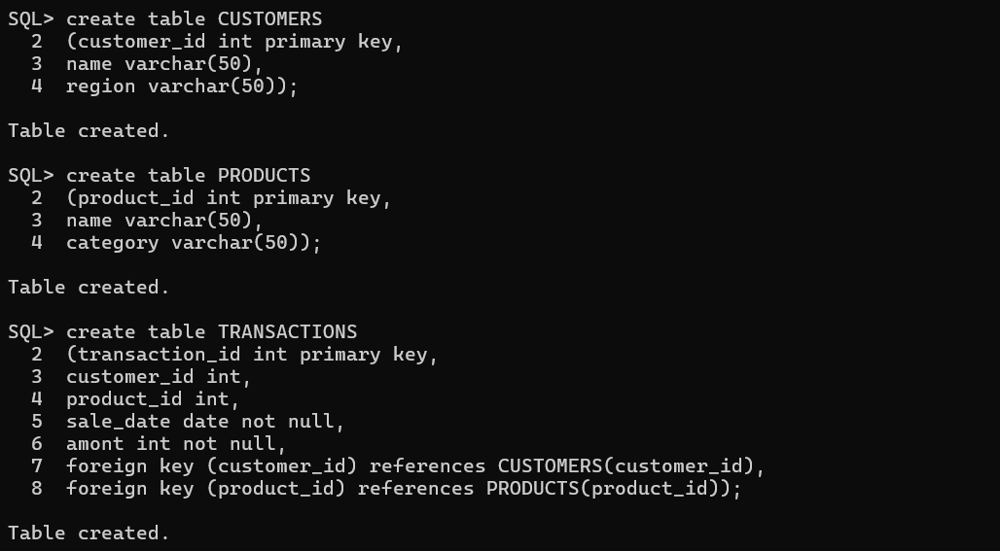 SQL> create table CUSTOMERS
  2  (customer_id int primary key,
  3  name varchar(50),
  4  region varchar(50));
Table created.
SQL> create table PRODUCTS
  2  (product_id int primary key,
  3  name varchar(50),
  4  category varchar(50));
Table created.
SQL> create table TRANSACTIONS
  2  (transaction_id int primary key,
  3  customer_id int,
  4  product_id int,
  5  sale_date date not null,
  6  amont int not null,
  7  foreign key (customer_id) references CUSTOMERS(customer_id),
  8  foreign key (product_id) references PRODUCTS(product_id));
Table created.